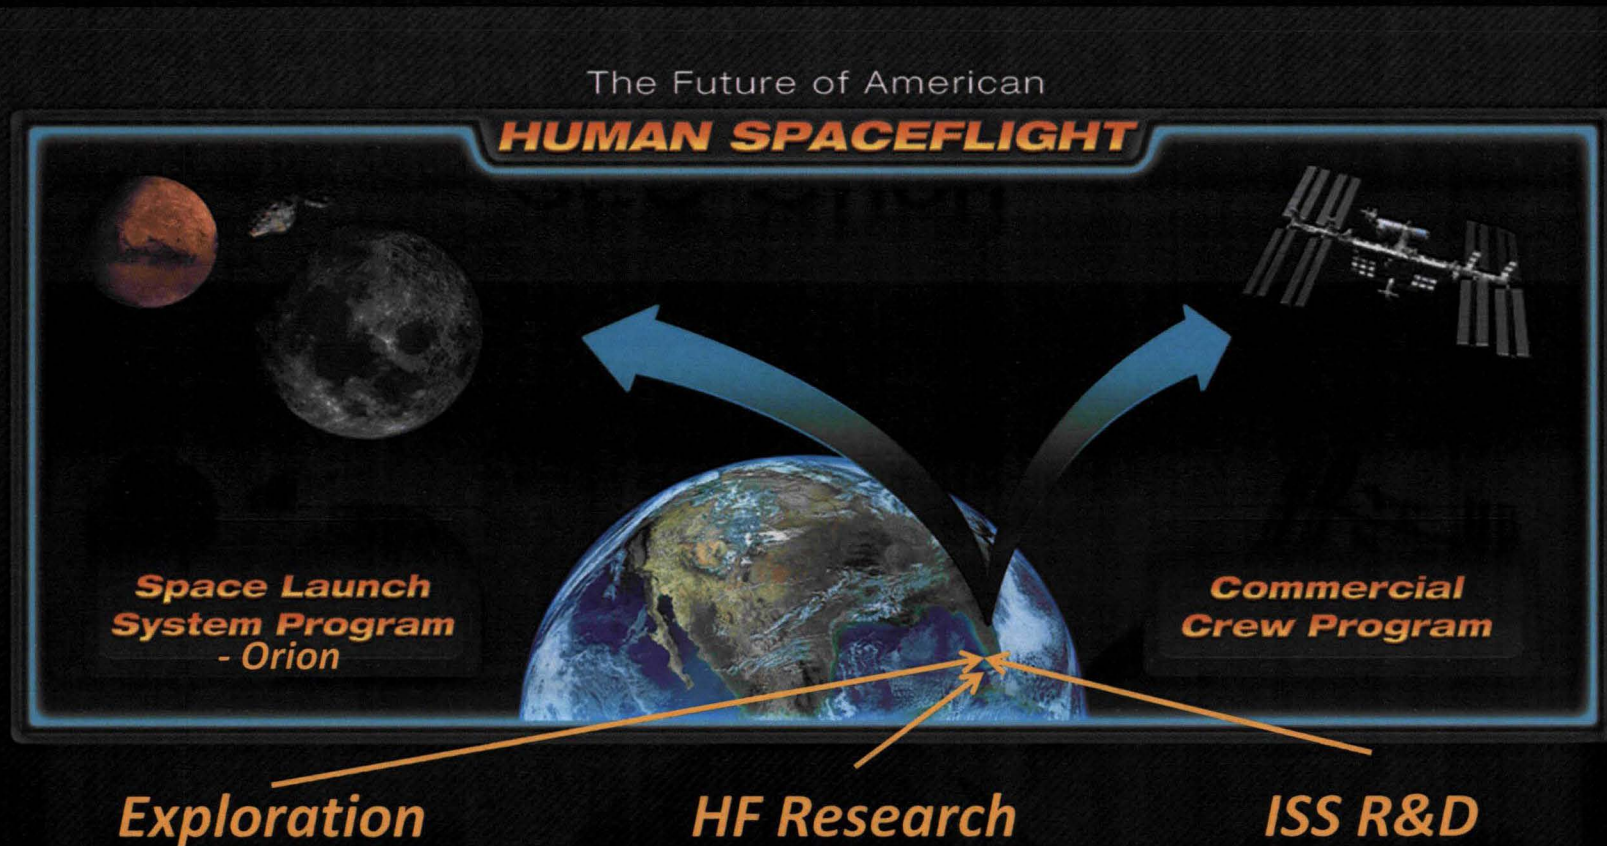 The Future of American
HUMAN SPACEFLIGHT
Space Launch
System Program
- Orion
Commercial
Crew Program
Exploration
HF Research
ISS R&D